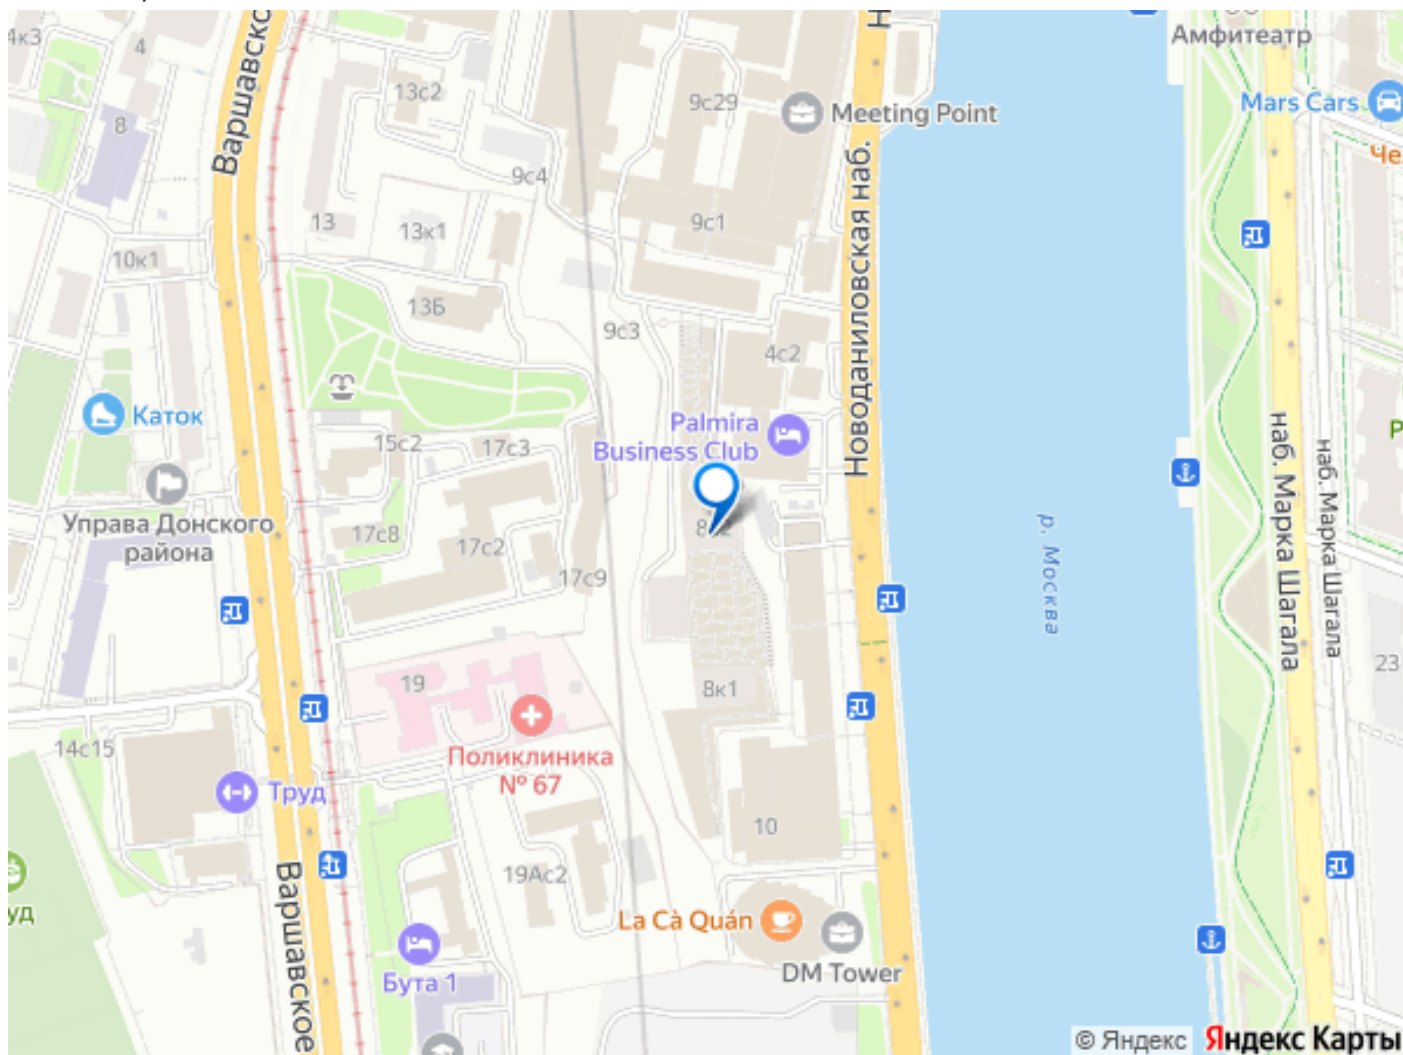 4к3
4
Варшавско
13с2
9с29
Meeting Point
Н
Амфитеатр
Mars Cars
Че
8
9с4
13
13к1
9с1
Новоданиловская наб.
10к1
13Б
9с3
4с2
Каток
15с2
17с3
Palmira
Business Club
Р
Управа Донского
района
17с8
17с2
17с9
р. Москва
наб. Марка Шагала
наб. Марка Шагала
19
8к1
23
14с15
Поликлиника
№ 67
Труд
10
19Ас2
уд
Варшавское
La Cà Quán
DM Tower
Бута 1
© Яндекс
Яндекс Карты